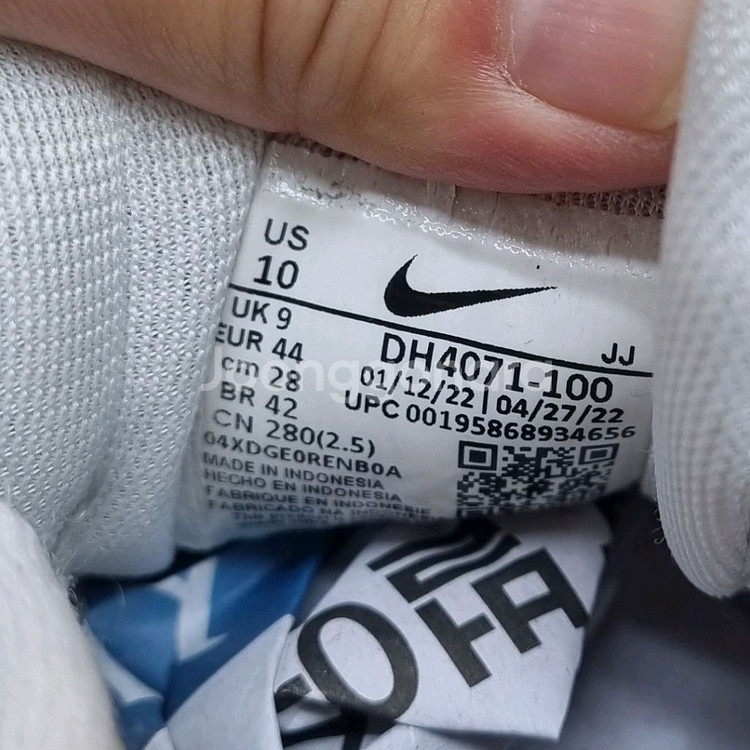 US
10
UK 9
EUR 44
cm 28
BR 42
CN 280(2.5)
04XDGE0RENB0A
MADE IN INDONESIA
HECHO EN INDONESIA
FABRIQUE EN INDONESIE
FABRICADO NA INDONESIA
JJ
DH4071-100
01/12/22 | 04/27/22
UPC 00195868934656